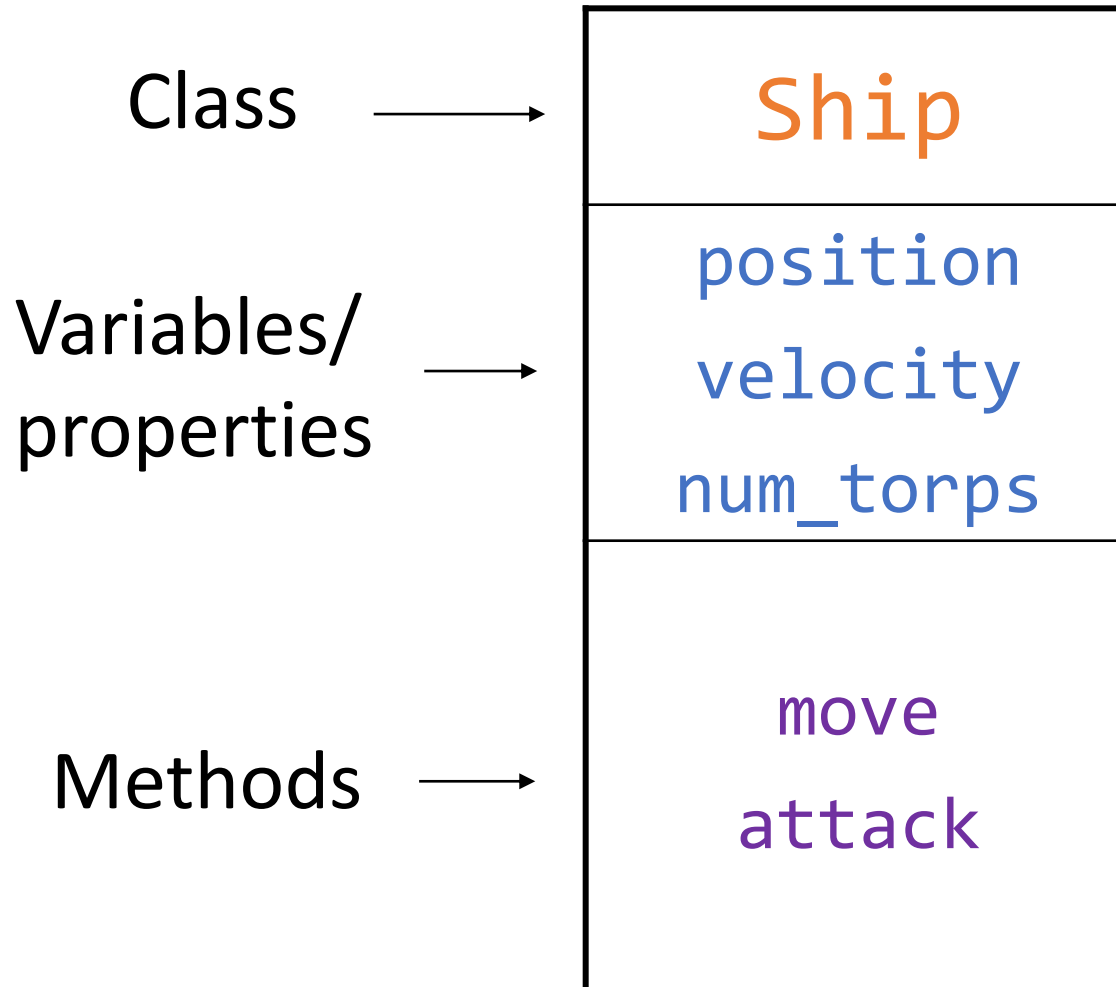 Class
Ship
Variables/
properties
position
velocity
num_torps
Methods
move
attack